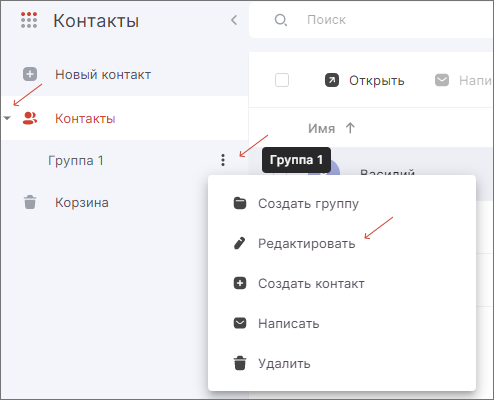 Контакты
Поиск
Новый контакт
Открыть
Напи
Контакты
Имя
Группа 1
Группа 1
Василий
Корзина
Создать группу
Редактировать
Создать контакт
Написать
Удалить